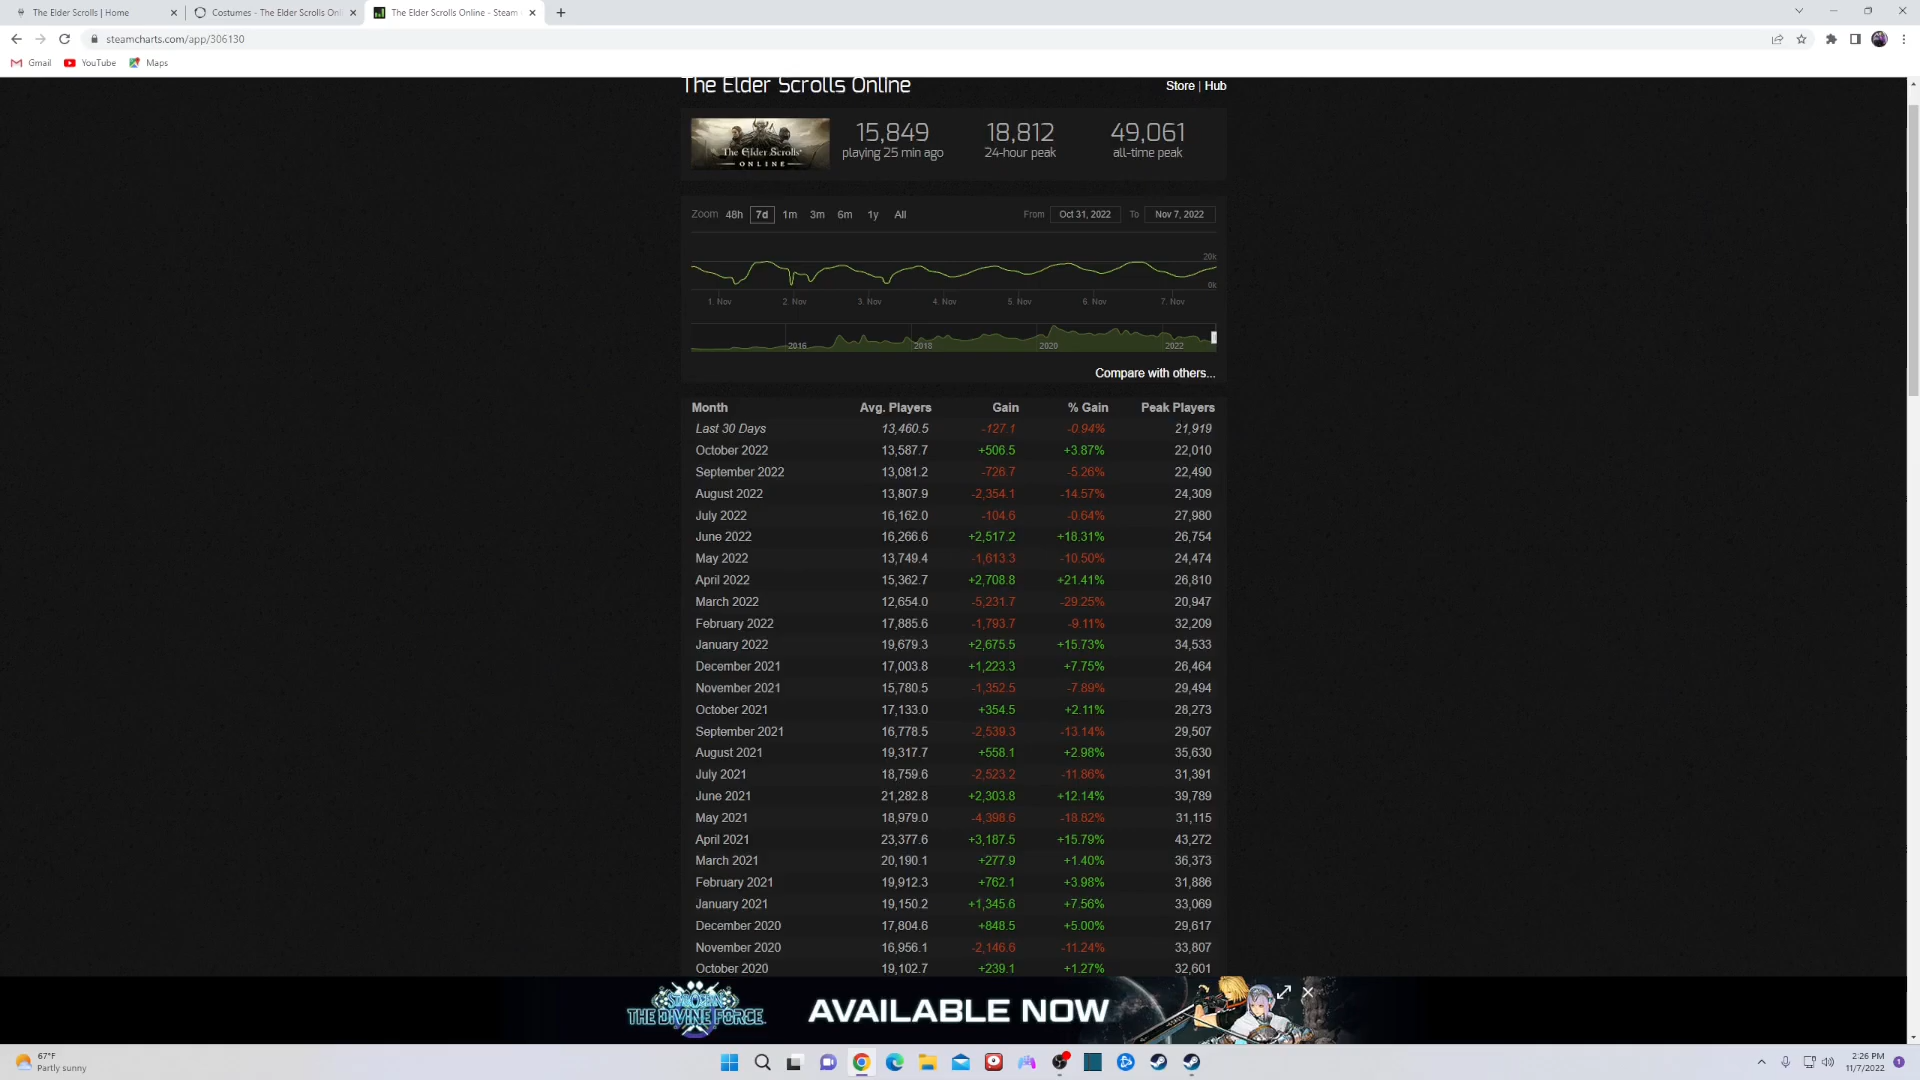 The Elder Scrolls | Home
Costumes - The Elder Scrolls Onli
The Elder Scrolls Online - Steam
steamcharts.com/app/306130
Gmail YouTube Maps
The Elder Scrolls Online Store | Hub
The Elder Scrolls
ONLINE
15,849 18,812 49,061
playing 25 min ago 24-hour peak all-time peak
Zoom 48h 7d 1m 3m 6m 1y All From Oct 31, 2022 To Nov 7, 2022
20k
0k
1. Nov 2. Nov 3. Nov 4. Nov 5. Nov 6. Nov 7. Nov
2016 2018 2020 2022
Compare with others...
Month Avg. Players Gain % Gain Peak Players
Last 30 Days 13,460.5 -127.1 -0.94% 21,919
October 2022 13,587.7 +506.5 +3.87% 22,010
September 2022 13,081.2 -726.7 -5.26% 22,490
August 2022 13,807.9 -2,354.1 -14.57% 24,309
July 2022 16,162.0 -104.6 -0.64% 27,980
June 2022 16,266.6 +2,517.2 +18.31% 26,754
May 2022 13,749.4 -1,613.3 -10.50% 24,474
April 2022 15,362.7 +2,708.8 +21.41% 26,810
March 2022 12,654.0 -5,231.7 -29.25% 20,947
February 2022 17,885.6 -1,793.7 -9.11% 32,209
January 2022 19,679.3 +2,675.5 +15.73% 34,533
December 2021 17,003.8 +1,223.3 +7.75% 26,464
November 2021 15,780.5 -1,352.5 -7.89% 29,494
October 2021 17,133.0 +354.5 +2.11% 28,273
September 2021 16,778.5 -2,539.3 -13.14% 29,507
August 2021 19,317.7 +558.1 +2.98% 35,630
July 2021 18,759.6 -2,523.2 -11.86% 31,391
June 2021 21,282.8 +2,303.8 +12.14% 39,789
May 2021 18,979.0 -4,398.6 -18.82% 31,115
April 2021 23,377.6 +3,187.5 +15.79% 43,272
March 2021 20,190.1 +277.9 +1.40% 36,373
February 2021 19,912.3 +762.1 +3.98% 31,886
January 2021 19,150.2 +1,345.6 +7.56% 33,069
December 2020 17,804.6 +848.5 +5.00% 29,617
November 2020 16,956.1 -2,146.6 -11.24% 33,807
October 2020 19,102.7 +239.1 +1.27% 32,601
STAR OCEAN
THE DIVINE FORCE
AVAILABLE NOW
67°F
Partly sunny
2:26 PM
11/7/2022
1